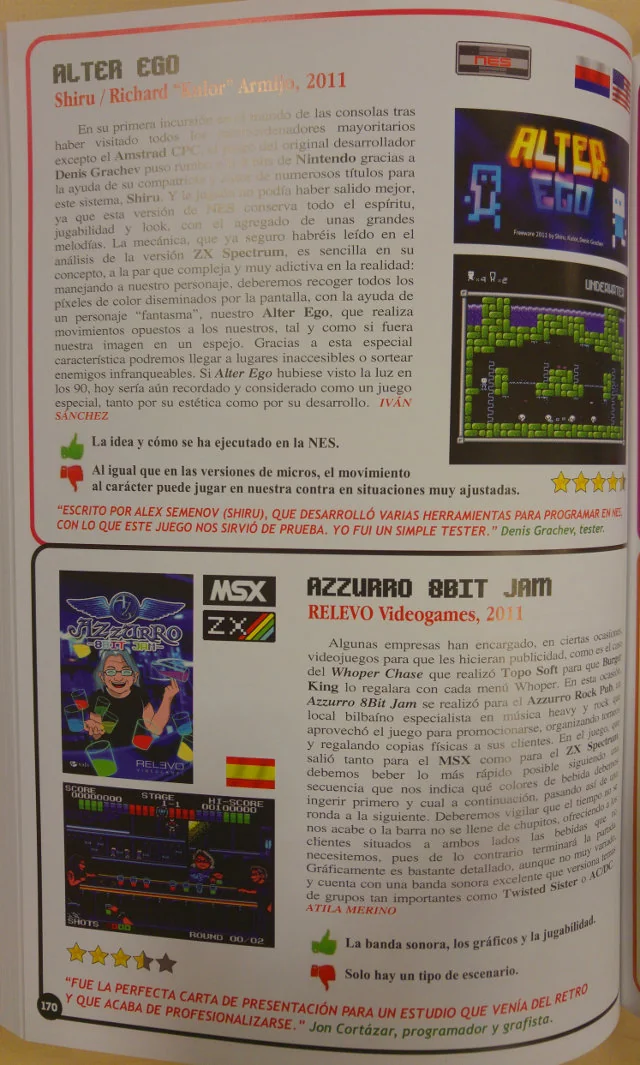 ALTER EGO
Shiru / Richard "Kulor" Armijo, 2011
NES
En su primera incursión en el mundo de las consolas tras
haber visitado todos los ordenadores mayoritarios
excepto el Amstrad CPC, el del original desarrollador
Denis Grachev puso de Nintendo gracias a
la ayuda de su compatriota y de numerosos títulos para
este sistema, Shiru. Y la no podía haber salido mejor,
ya que esta versión de NES conserva todo el espíritu,
jugabilidad y look, con el agregado de unas grandes
melodías. La mecánica, que ya seguro habréis leído en el
análisis de la versión ZX Spectrum, es sencilla en su
concepto, a la par que compleja y muy adictiva en la realidad:
manejando a nuestro personaje, deberemos recoger todos los
píxeles de color diseminados por la pantalla, con la ayuda de
un personaje "fantasma", nuestro Alter Ego, que realiza
movimientos opuestos a los nuestros, tal y como si fuera
nuestra imagen en un espejo. Gracias a esta especial
característica podremos llegar a lugares inaccesibles o sortear
enemigos infranqueables. Si Alter Ego hubiese visto la luz en
los 90, hoy sería aún recordado y considerado como un juego
especial, tanto por su estética como por su desarrollo. IVÁN
SÁNCHEZ
ALTER
EGO
Freeware 2011 by Shiru, Kulor, Denis Grachev
UNDERWATER
La idea y cómo se ha ejecutado en la NES.
Al igual que en las versiones de micros, el movimiento
al carácter puede jugar en nuestra contra en situaciones muy ajustadas.
"ESCRITO POR ALEX SEMENOV (SHIRU), QUE DESARROLLÓ VARIAS HERRAMIENTAS PARA PROGRAMAR EN NES,
CON LO QUE ESTE JUEGO NOS SIRVIÓ DE PRUEBA. YO FUI UN SIMPLE TESTER." Denis Grachev, tester.
AZZURRO
-8BIT JAM-
RELEVO
VIDEOGAMES
MSX
ZX
SCORE
00000000
STAGE
1-1
HI-SCORE
00100000
SHOTS
ROUND 00/02
AZZURRO 8BIT JAM
RELEVO Videogames, 2011
Algunas empresas han encargado, en ciertas ocasiones,
videojuegos para que les hicieran publicidad, como es el caso
del Whoper Chase que realizó Topo Soft para que Burger
King lo regalara con cada menú Whoper. En esta ocasión,
Azzurro 8Bit Jam se realizó para el Azzurro Rock Pub,
local bilbaíno especialista en música heavy y rock que
aprovechó el juego para promocionarse, organizando torneos
y regalando copias físicas a sus clientes. En el juego, que
salió tanto para el MSX como para el ZX Spectrum,
debemos beber lo más rápido posible siguiendo una
secuencia que nos indica qué colores de bebida debemos
ingerir primero y cual a continuación, pasando así de una
ronda a la siguiente. Deberemos vigilar que el tiempo no se
nos acabe o la barra no se llene de chupitos, ofreciendo a los
clientes situados a ambos lados las bebidas que no
necesitemos, pues de lo contrario terminará la partida.
Gráficamente es bastante detallado, aunque no muy variado,
y cuenta con una banda sonora excelente que versiona temas
de grupos tan importantes como Twisted Sister o ACDC.
ATILA MERINO
La banda sonora, los gráficos y la jugabilidad.
Solo hay un tipo de escenario.
"FUE LA PERFECTA CARTA DE PRESENTACIÓN PARA UN ESTUDIO QUE VENÍA DEL RETRO
Y QUE ACABA DE PROFESIONALIZARSE." Jon Cortázar, programador y grafista.
170